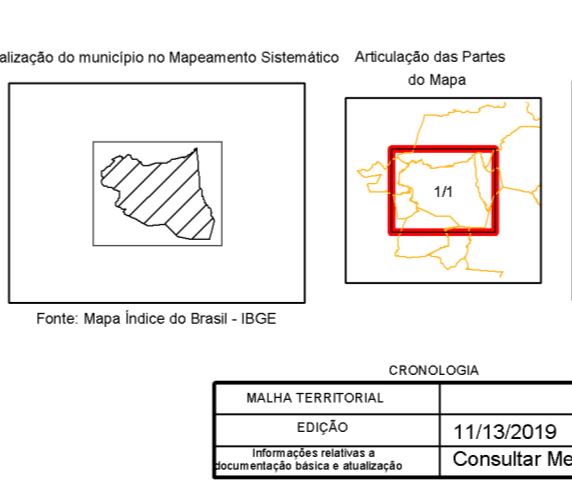 alização do município no Mapeamento Sistemático
Articulação das Partes
do Mapa
1/1
Fonte: Mapa Índice do Brasil - IBGE
CRONOLOGIA
MALHA TERRITORIAL
EDIÇÃO
11/13/2019
Informações relativas a
documentação básica e atualização
Consultar Me